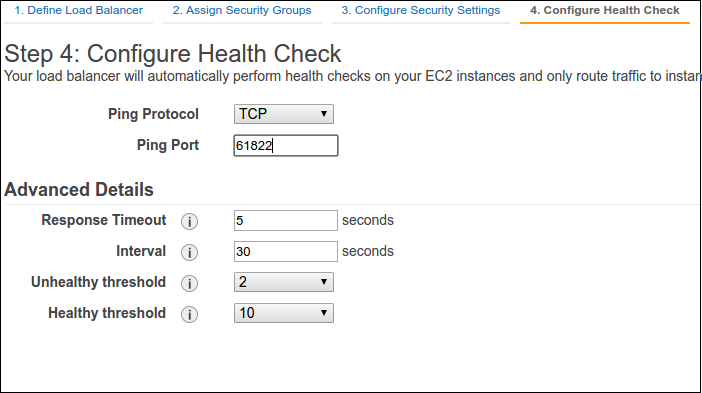 1. Define Load Balancer 2. Assign Security Groups 3. Configure Security Settings 4. Configure Health Check
Step 4: Configure Health Check
Your load balancer will automatically perform health checks on your EC2 instances and only route traffic to instan
Ping Protocol TCP
Ping Port 61822
Advanced Details
Response Timeout i 5 seconds
Interval i 30 seconds
Unhealthy threshold i 2
Healthy threshold i 10